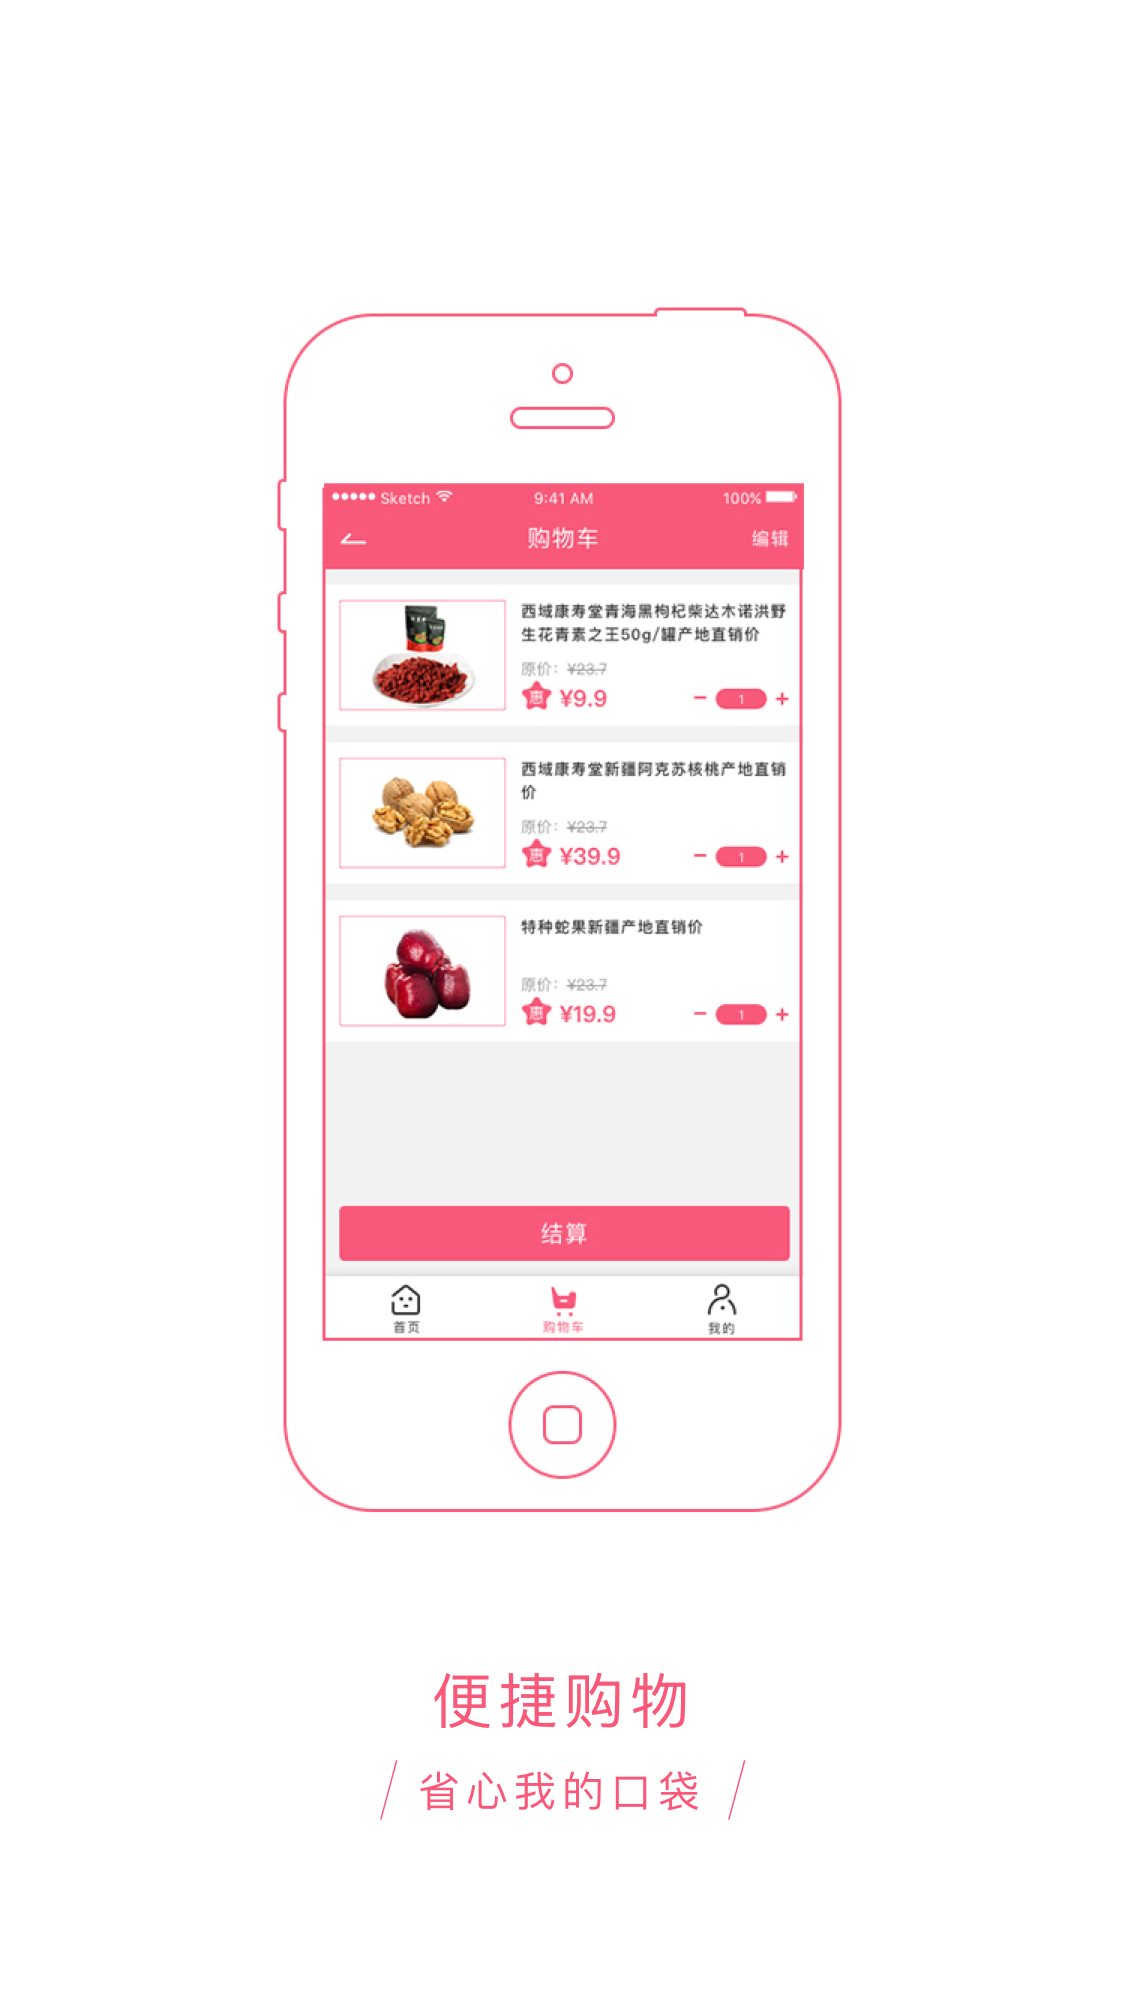 Sketch 9:41 AM 100%
购物车 编辑
西域康寿堂青海黑枸杞柴达木诺洪野
生花青素之王50g/罐产地直销价
原价：¥23.7
惠 ¥9.9 − 1 +
西域康寿堂新疆阿克苏核桃产地直销
价
原价：¥23.7
惠 ¥39.9 − 1 +
特种蛇果新疆产地直销价
原价：¥23.7
惠 ¥19.9 − 1 +
结算
首页 购物车 我的
便捷购物
省心我的口袋